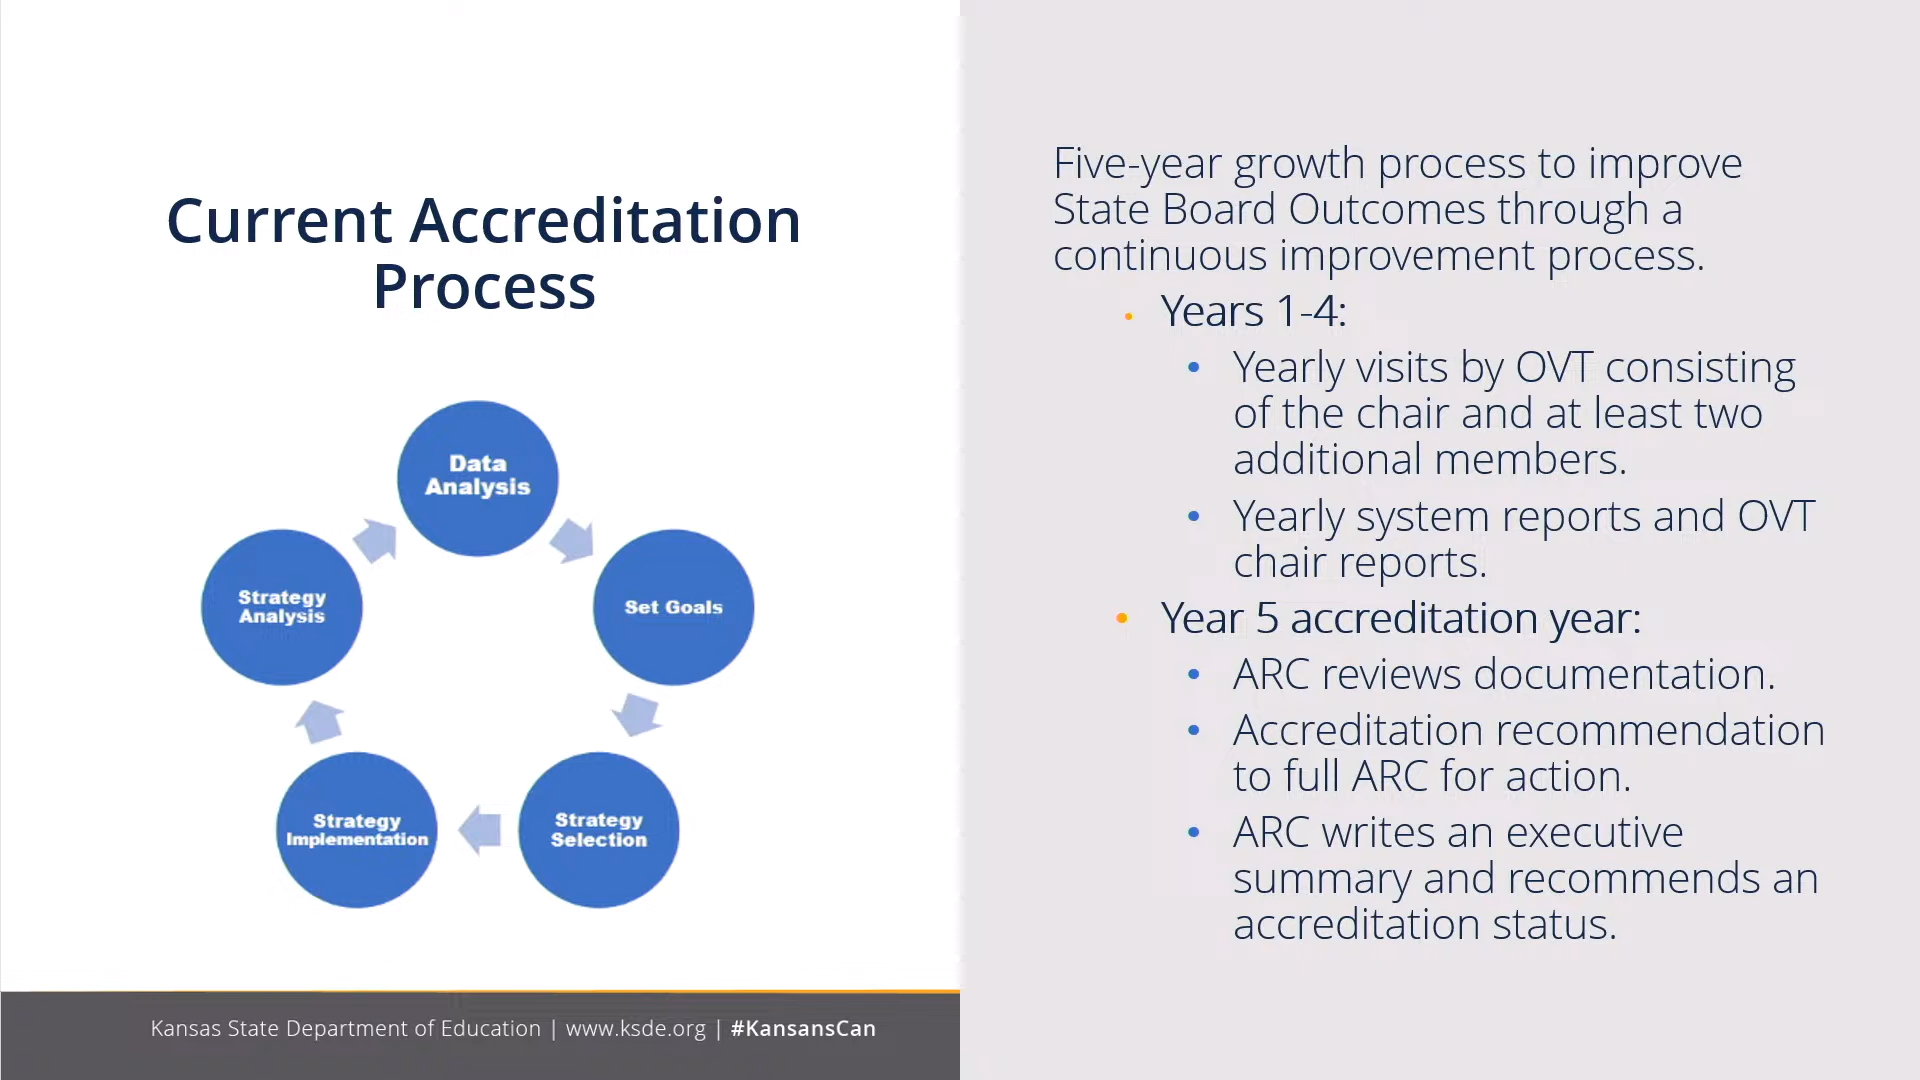 Current Accreditation
Process
Data
Analysis
Set Goals
Strategy
Selection
Strategy
Implementation
Strategy
Analysis
Kansas State Department of Education | www.ksde.org | #KansansCan
Five-year growth process to improve
State Board Outcomes through a
continuous improvement process.
• Years 1-4:
• Yearly visits by OVT consisting
of the chair and at least two
additional members.
• Yearly system reports and OVT
chair reports.
• Year 5 accreditation year:
• ARC reviews documentation.
• Accreditation recommendation
to full ARC for action.
• ARC writes an executive
summary and recommends an
accreditation status.